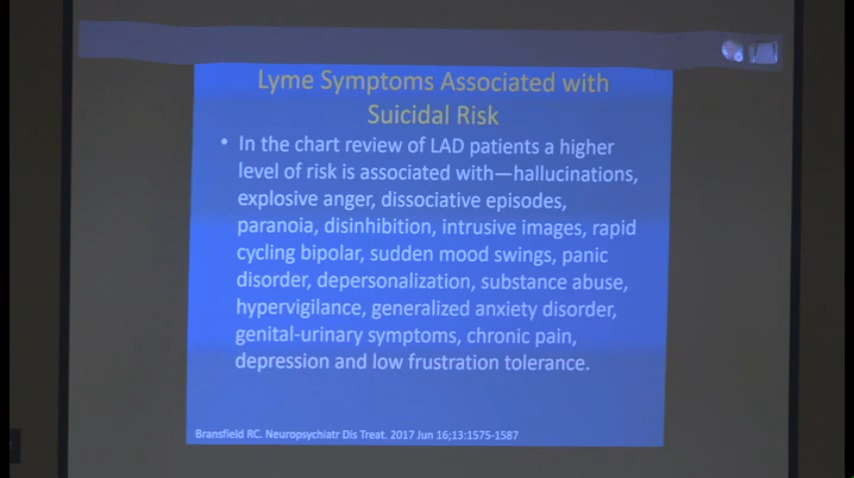 Lyme Symptoms Associated with
Suicidal Risk
• In the chart review of LAD patients a higher
level of risk is associated with—hallucinations,
explosive anger, dissociative episodes,
paranoia, disinhibition, intrusive images, rapid
cycling bipolar, sudden mood swings, panic
disorder, depersonalization, substance abuse,
hypervigilance, generalized anxiety disorder,
genital-urinary symptoms, chronic pain,
depression and low frustration tolerance.
Bransfield RC. Neuropsychiatr Dis Treat. 2017 Jun 16;13:1575-1587